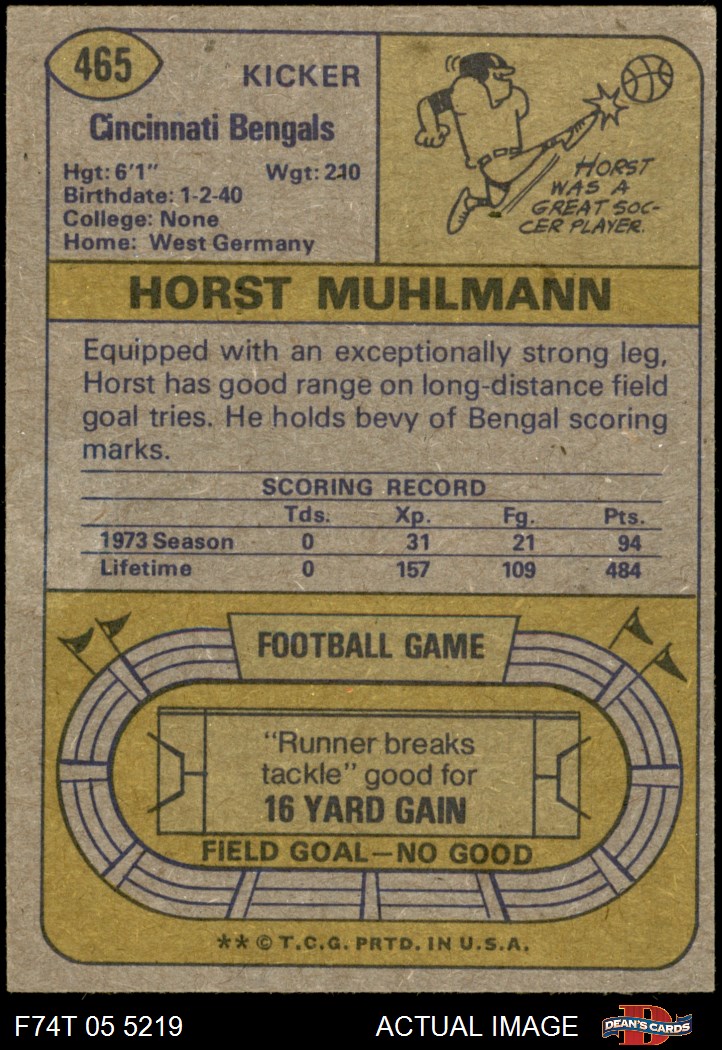 465
KICKER
Cincinnati Bengals
Hgt: 6'1" Wgt: 210
Birthdate: 1-2-40
College: None
Home: West Germany
HORST
WAS A
GREAT SOC-
CER PLAYER.
HORST MUHLMANN
Equipped with an exceptionally strong leg,
Horst has good range on long-distance field
goal tries. He holds bevy of Bengal scoring
marks.
SCORING RECORD
Tds. Xp. Fg. Pts.
1973 Season 0 31 21 94
Lifetime 0 157 109 484
FOOTBALL GAME
"Runner breaks
tackle" good for
16 YARD GAIN
FIELD GOAL—NO GOOD
** © T.C.G. PRTD. IN U.S.A.
F74T 05 5219 ACTUAL IMAGE D DEAN'S CARDS